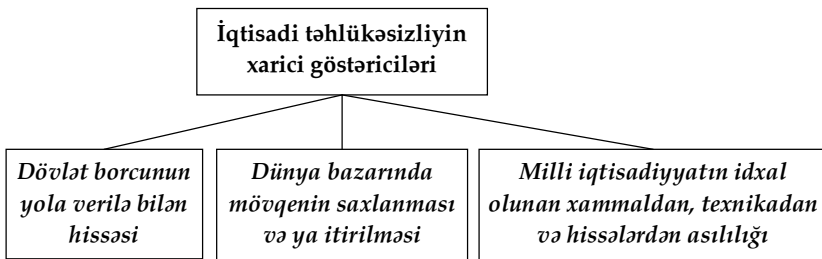 İqtisadi təhlükəsizliyin
xarici göstəriciləri
Dövlət borcunun
yola verilə bilən
hissəsi
Dünya bazarında
mövqenin saxlanması
və ya itirilməsi
Milli iqtisadiyyatın idxal
olunan xammaldan, texnikadan
və hissələrdən asılılığı